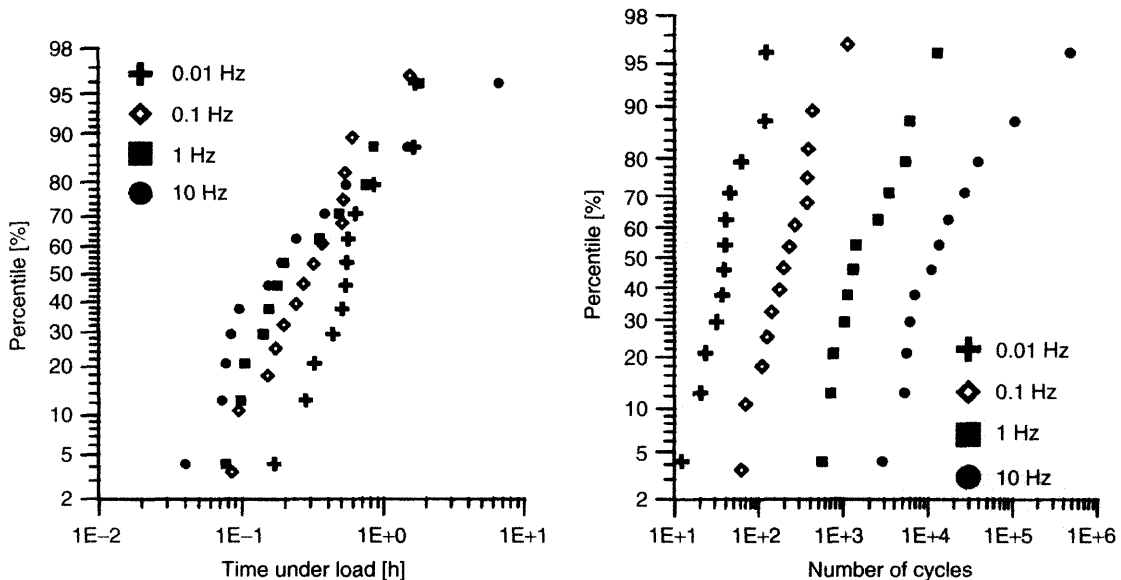 98
95
90
80
70
60
50
40
30
20
10
5
2
Percentile [%]
0.01 Hz
0.1 Hz
1 Hz
10 Hz
1E−2
1E−1
1E+0
1E+1
Time under load [h]
98
95
90
80
70
60
50
40
30
20
10
5
2
Percentile [%]
0.01 Hz
0.1 Hz
1 Hz
10 Hz
1E+1
1E+2
1E+3
1E+4
1E+5
1E+6
Number of cycles